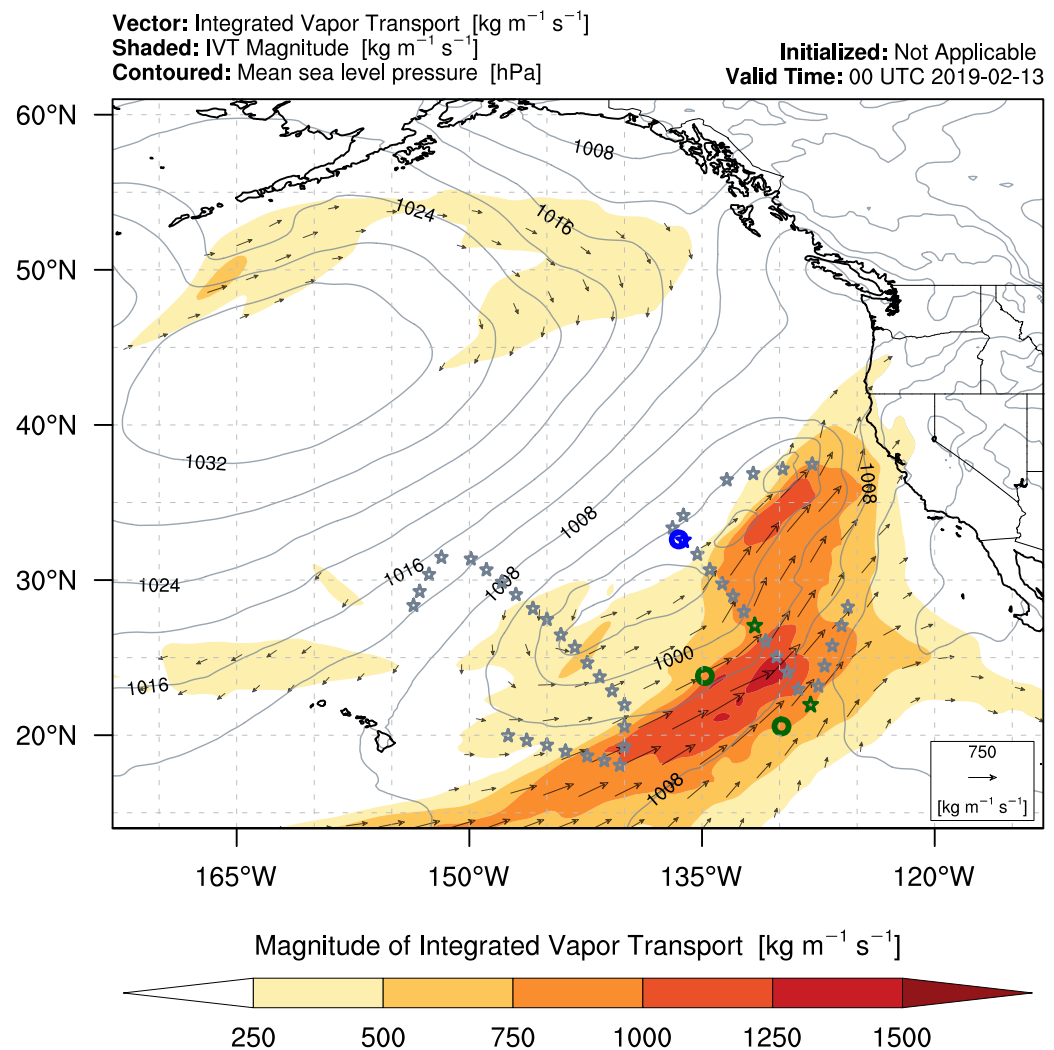 Vector: Integrated Vapor Transport [kg m−1 s−1]
Shaded: IVT Magnitude [kg m−1 s−1]
Contoured: Mean sea level pressure [hPa]
Initialized: Not Applicable
Valid Time: 00 UTC 2019-02-13
60°N
1008
1024
1016
50°N
40°N
1032
1008
1008
30°N
1024
1016
1008
1000
1016
20°N
1008
750
[kg m−1 s−1]
165°W 150°W 135°W 120°W
Magnitude of Integrated Vapor Transport [kg m−1 s−1]
250 500 750 1000 1250 1500